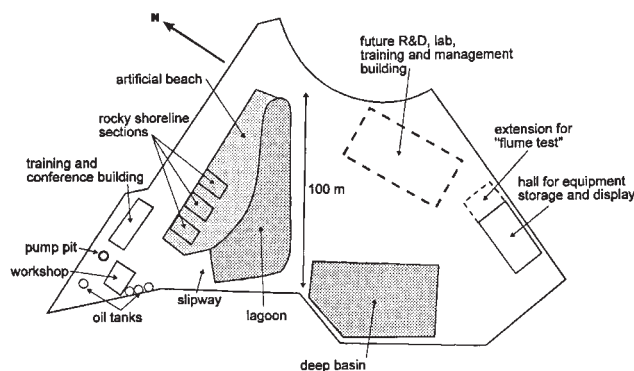 N
artificial beach
rocky shoreline
sections
training and
conference building
pump pit
workshop
oil tanks
slipway
lagoon
100 m
deep basin
future R&D, lab,
training and management
building
extension for
"flume test"
hall for equipment
storage and display